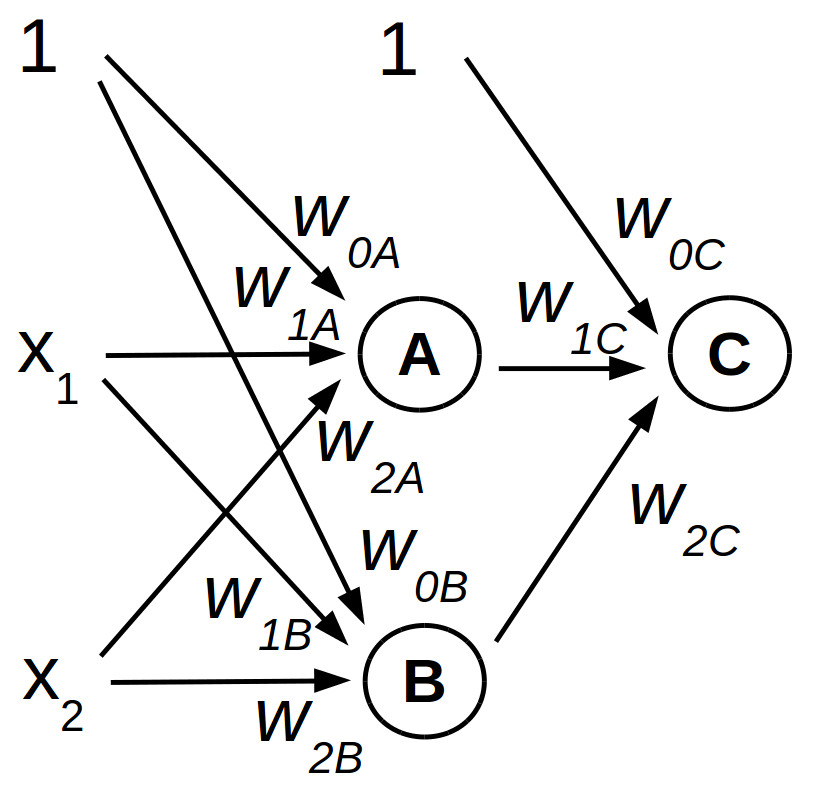 1 1
w0A w0C
w1A w1C
x1 A C
w2A
w2C
w0B
w1B
x2 B
w2B